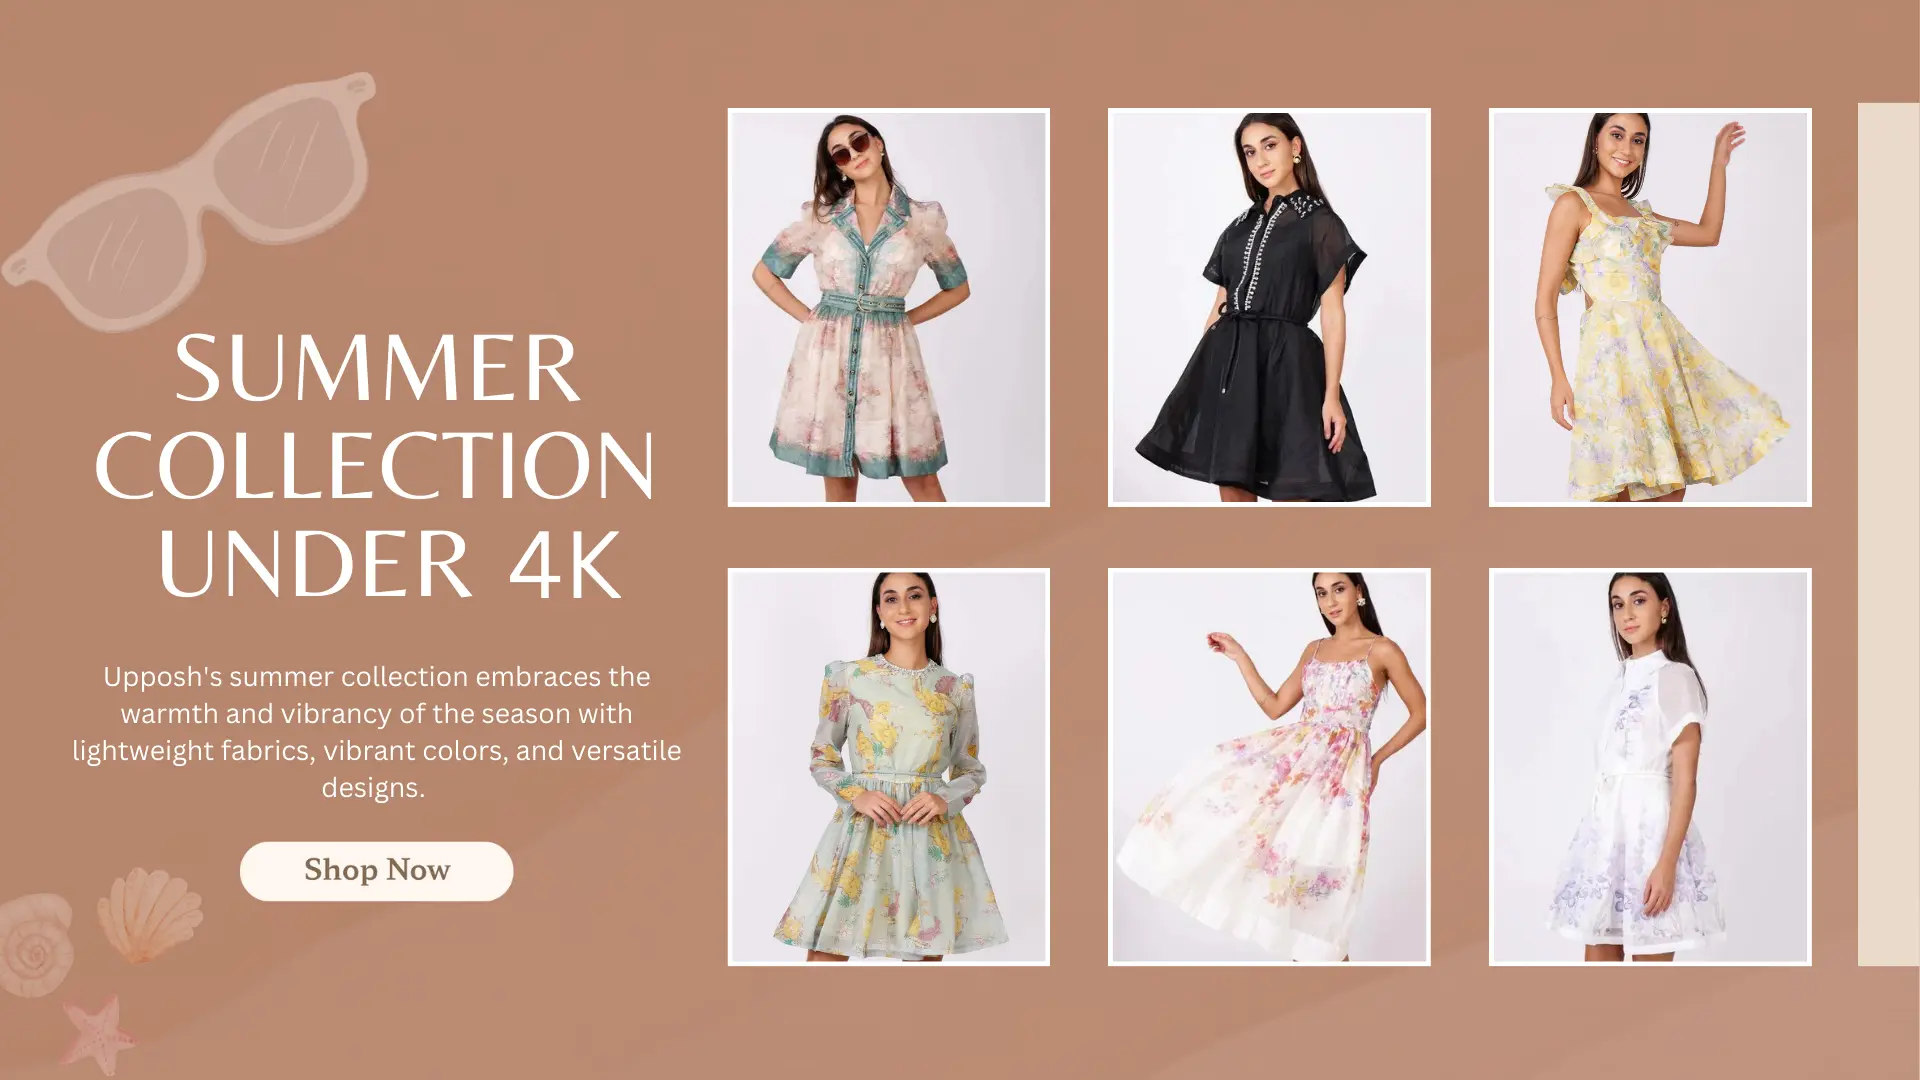 SUMMER
COLLECTION
UNDER 4K
Upposh's summer collection embraces the
warmth and vibrancy of the season with
lightweight fabrics, vibrant colors, and versatile
designs.
Shop Now